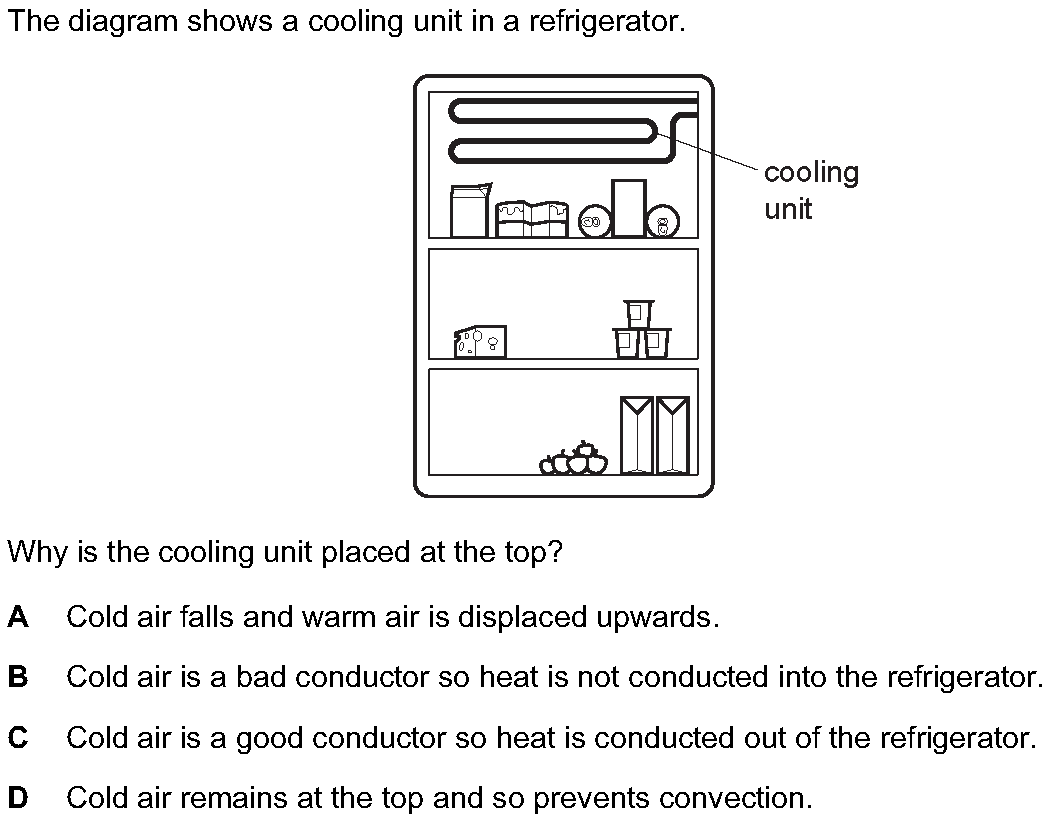 The diagram shows a cooling unit in a refrigerator.
cooling
unit
Why is the cooling unit placed at the top?
A Cold air falls and warm air is displaced upwards.
B Cold air is a bad conductor so heat is not conducted into the refrigerator.
C Cold air is a good conductor so heat is conducted out of the refrigerator.
D Cold air remains at the top and so prevents convection.